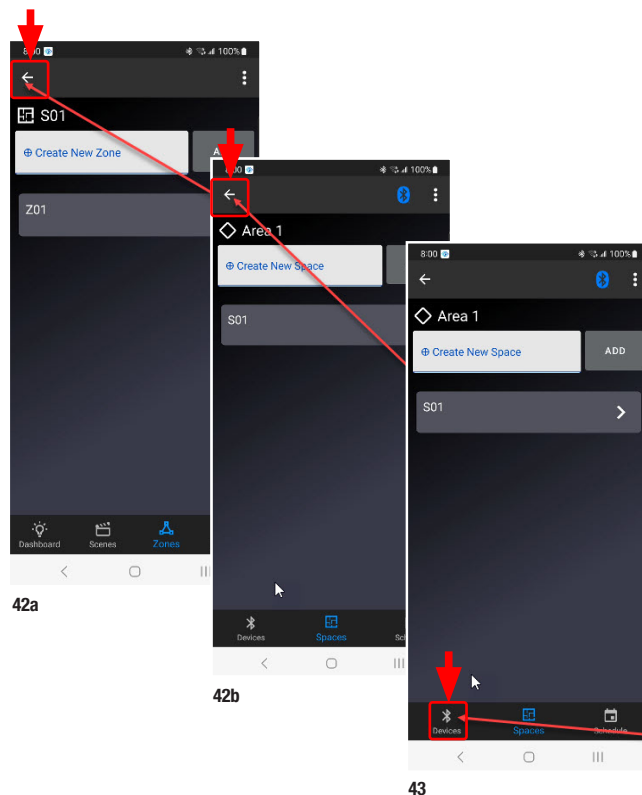 8:00 100%
S01
Create New Zone
Z01
Dashboard Scenes Zones
42a
8:00 100%
Area 1
Create New Space
S01
Devices Spaces
42b
8:00 100%
Area 1
Create New Space ADD
S01
Devices Spaces Schedule
43